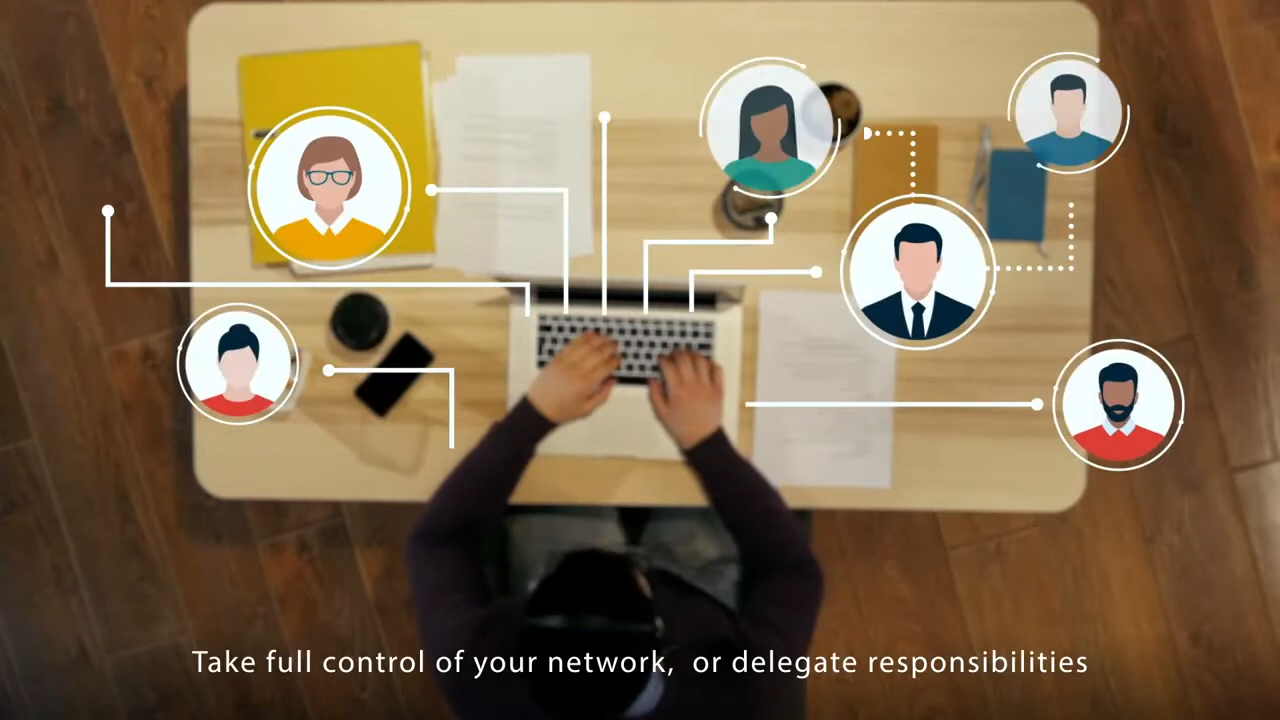 Take full control of your network,  or delegate responsibilities